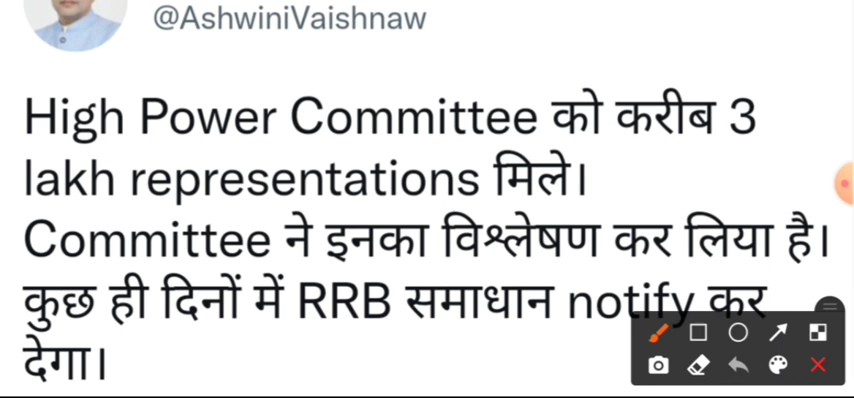 @AshwiniVaishnaw
High Power Committee को करीब 3
lakh representations मिले।
Committee ने इनका विश्लेषण कर लिया है।
कुछ ही दिनों में RRB समाधान notify कर
देगा।